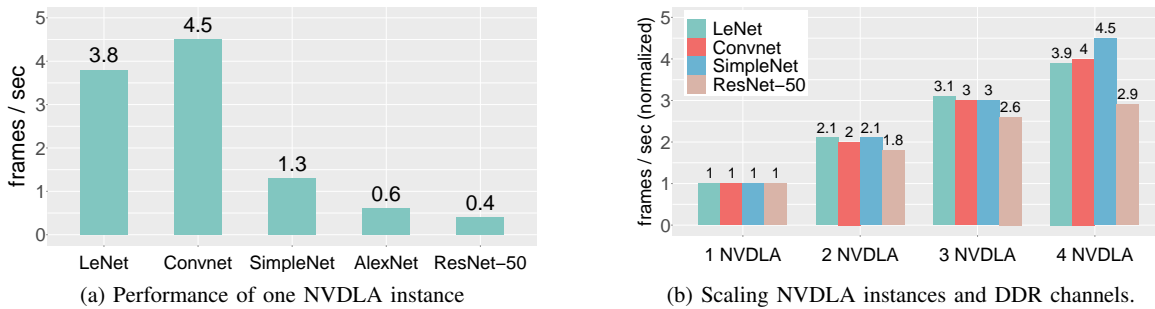 frames / sec
5
4
3
2
1
0
3.8
4.5
1.3
0.6
0.4
LeNet
Convnet
SimpleNet
AlexNet
ResNet−50
(a) Performance of one NVDLA instance
frames / sec (normalized)
5
4
3
2
1
0
LeNet
Convnet
SimpleNet
ResNet−50
1 1 1 1
2.1 2 2.1 1.8
3.1 3 3 2.6
3.9 4 4.5 2.9
1 NVDLA
2 NVDLA
3 NVDLA
4 NVDLA
(b) Scaling NVDLA instances and DDR channels.